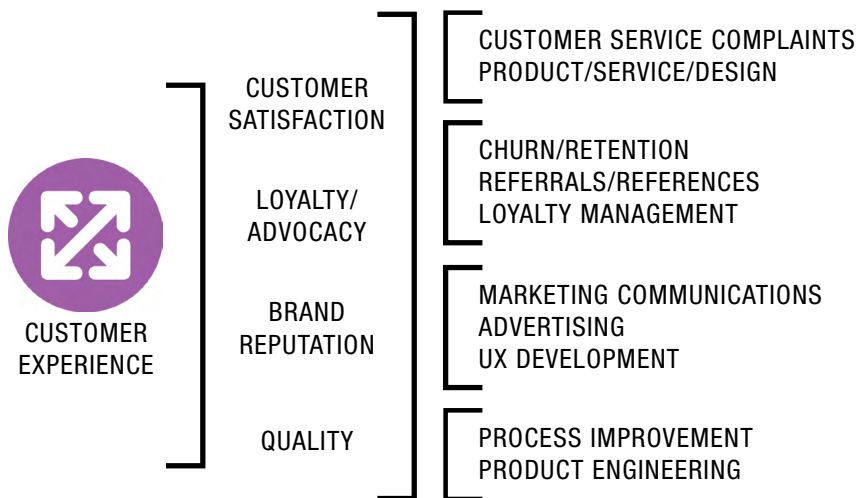 CUSTOMER
EXPERIENCE
CUSTOMER
SATISFACTION
LOYALTY/
ADVOCACY
BRAND
REPUTATION
QUALITY
CUSTOMER SERVICE COMPLAINTS
PRODUCT/SERVICE/DESIGN
CHURN/RETENTION
REFERRALS/REFERENCES
LOYALTY MANAGEMENT
MARKETING COMMUNICATIONS
ADVERTISING
UX DEVELOPMENT
PROCESS IMPROVEMENT
PRODUCT ENGINEERING